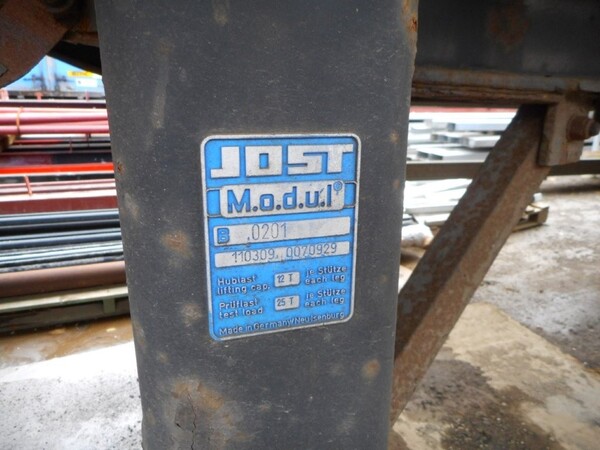 JOST
M.o.d.u.l®
B .0201
110309. 0070929
Hublast 12 T je Stütze
lifting cap. each leg
Prüflast 25 T je Stütze
test load each leg
Made in Germany/Neu Isenburg